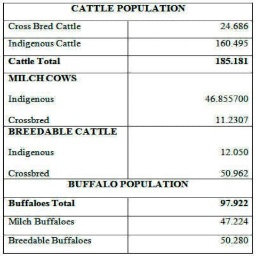 CATTLE POPULATION
Cross Bred Cattle 24.686
Indigenous Cattle 160.495
Cattle Total 185.181
MILCH COWS
Indigenous 46.855700
Crossbred 11.2307
BREEDABLE CATTLE
Indigenous 12.050
Crossbred 50.962
BUFFALO POPULATION
Buffaloes Total 97.922
Milch Buffaloes 47.224
Breedable Buffaloes 50.280